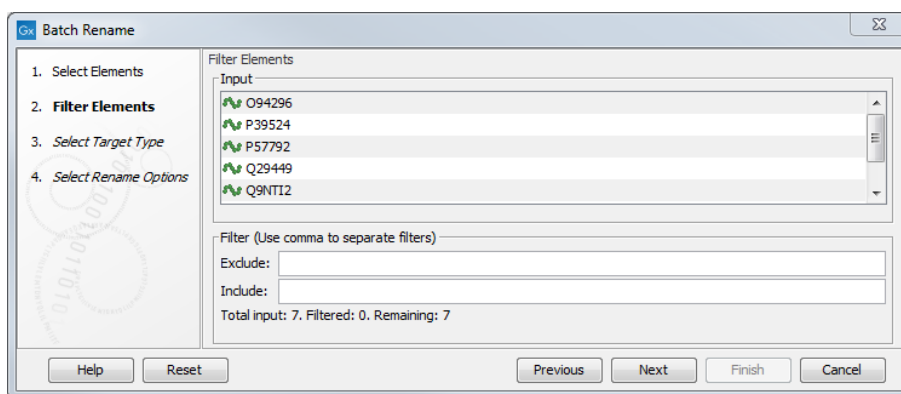 Gx Batch Rename
1. Select Elements
2. Filter Elements
3. Select Target Type
4. Select Rename Options
Filter Elements
Input
O94296
P39524
P57792
Q29449
Q9NTI2
Filter (Use comma to separate filters)
Exclude:
Include:
Total input: 7. Filtered: 0. Remaining: 7
Help Reset Previous Next Finish Cancel